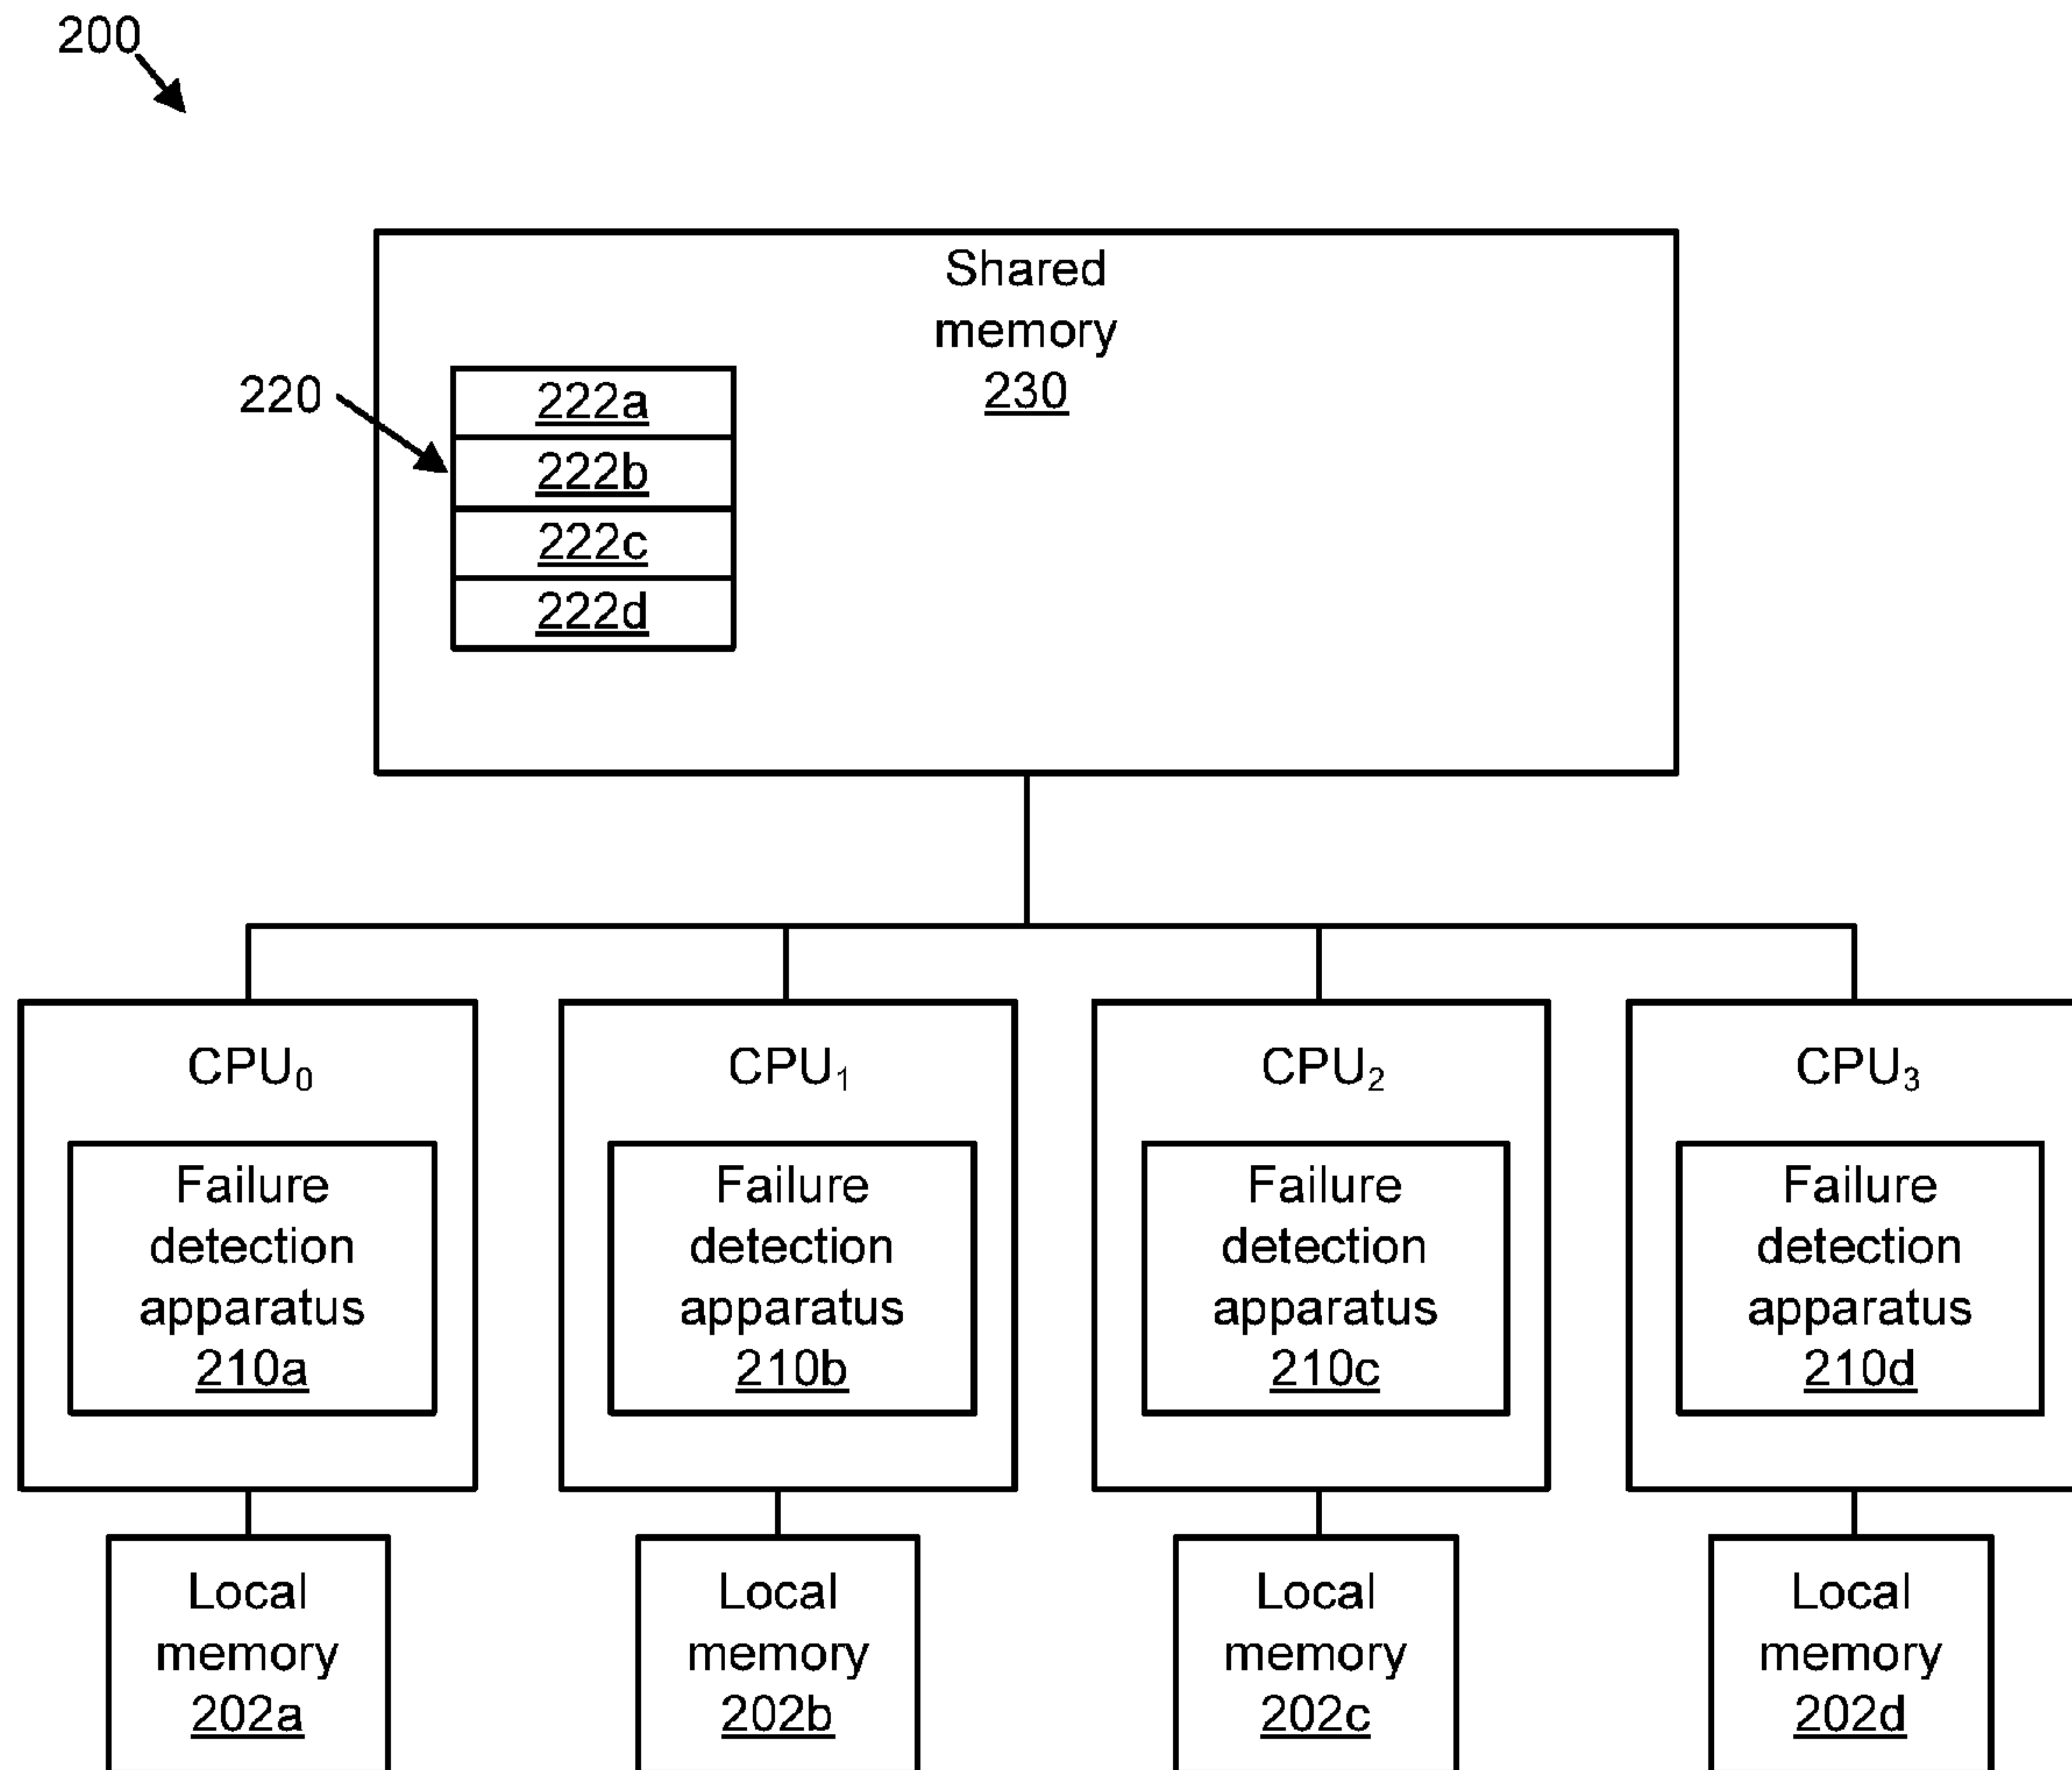 200
Shared
memory
230
220
222a
222b
222c
222d
CPU₀
Failure
detection
apparatus
210a
CPU₁
Failure
detection
apparatus
210b
CPU₂
Failure
detection
apparatus
210c
CPU₃
Failure
detection
apparatus
210d
Local
memory
202a
Local
memory
202b
Local
memory
202c
Local
memory
202d